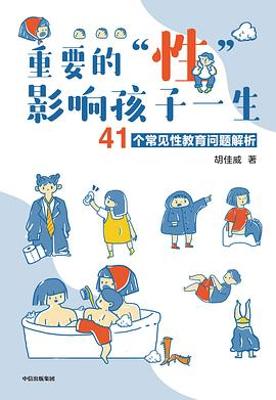 重要的“性”
影响孩子一生
41个常见性教育问题解析
胡佳威 著
中信出版集团